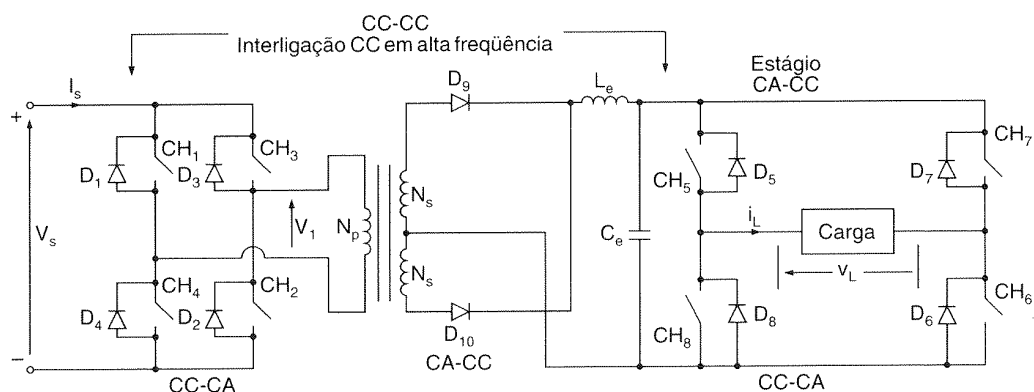 CC-CC
Interligação CC em alta freqüência
Estágio
CA-CC
I_s
D_9
L_e
+
CH_1
CH_3
CH_7
D_1
D_3
D_5
D_7
CH_5
N_s
V_s
V_1
N_p
C_e
i_L
Carga
v_L
N_s
CH_4
CH_2
CH_6
D_4
D_2
D_8
D_6
CH_8
D_10
−
CA-CC
CC-CA
CC-CA